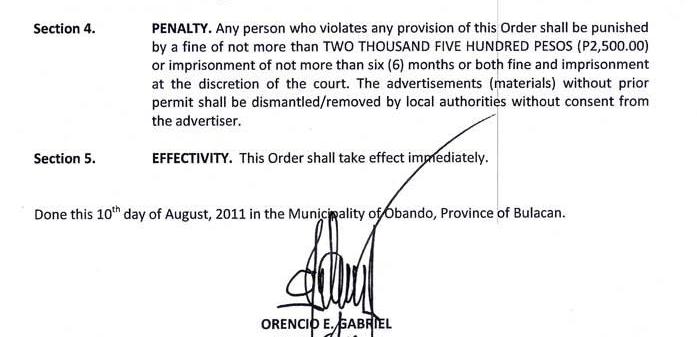 Section 4. PENALTY. Any person who violates any provision of this Order shall be punished
by a fine of not more than TWO THOUSAND FIVE HUNDRED PESOS (P2,500.00)
or imprisonment of not more than six (6) months or both fine and imprisonment
at the discretion of the court. The advertisements (materials) without prior
permit shall be dismantled/removed by local authorities without consent from
the advertiser.
Section 5. EFFECTIVITY. This Order shall take effect immediately.
Done this 10th day of August, 2011 in the Municipality of Obando, Province of Bulacan.
ORENCIO E. GABRIEL